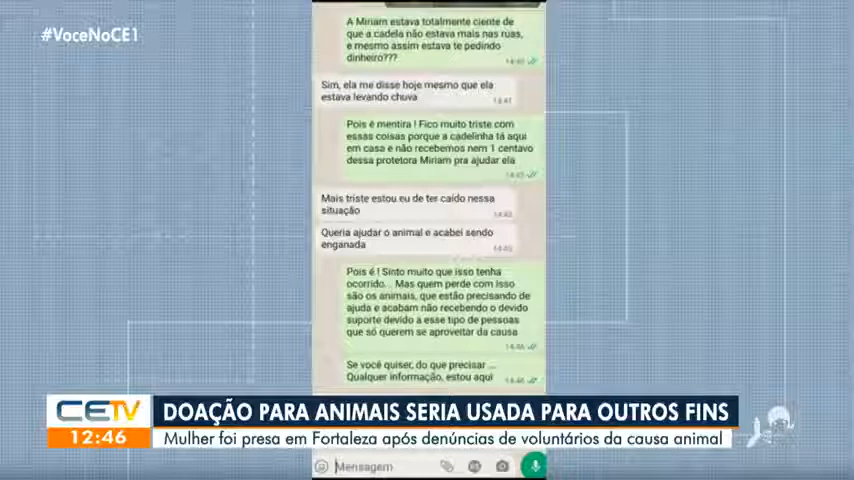 #VoceNoCE1
A Miriam estava totalmente ciente de
que a cadela não estava mais nas ruas,
e mesmo assim estava te pedindo
dinheiro???
Sim, ela me disse hoje mesmo que ela
estava levando chuva
14:41
Pois é mentira ! Fico muito triste com
essas coisas porque a cadelinha tá aqui
em casa e não recebemos nem 1 centavo
dessa protetora Miriam pra ajudar ela
Mais triste estou eu de ter caído nessa
situação
Queria ajudar o animal e acabei sendo
enganada
Pois é ! Sinto muito que isso tenha
ocorrido... Mas quem perde com isso
são os animais, que estão precisando de
ajuda e acabam não recebendo o devido
suporte devido a esse tipo de pessoas
que só querem se aproveitar da causa
14:46
Se você quiser, do que precisar ...
Qualquer informação, estou aqui
14:46
CETV
DOAÇÃO PARA ANIMAIS SERIA USADA PARA OUTROS FINS
12:46
Mulher foi presa em Fortaleza após denúncias de voluntários da causa animal
Mensagem